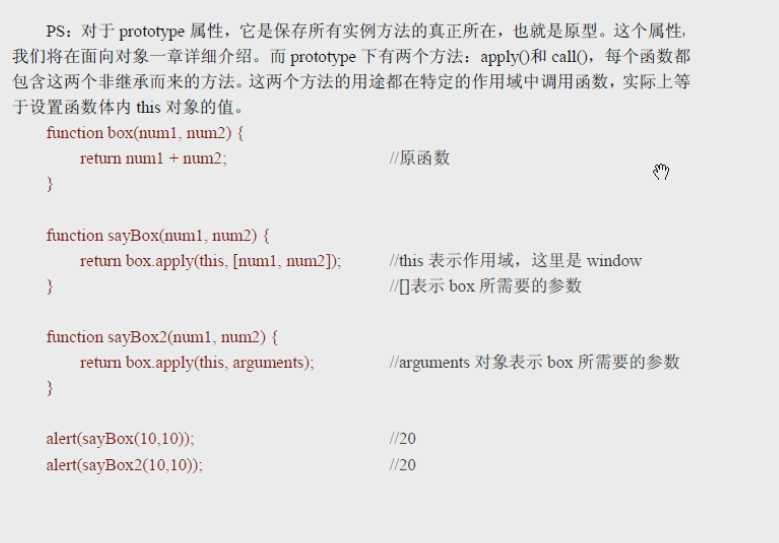 PS：对于 prototype 属性，它是保存所有实例方法的真正所在，也就是原型。这个属性，
我们将在面向对象一章详细介绍。而 prototype 下有两个方法：apply()和 call()，每个函数都
包含这两个非继承而来的方法。这两个方法的用途都在特定的作用域中调用函数，实际上等
于设置函数体内 this 对象的值。
function box(num1, num2) {
return num1 + num2; //原函数
}
function sayBox(num1, num2) {
return box.apply(this, [num1, num2]); //this 表示作用域，这里是 window
} //[]表示 box 所需要的参数
function sayBox2(num1, num2) {
return box.apply(this, arguments); //arguments 对象表示 box 所需要的参数
}
alert(sayBox(10,10)); //20
alert(sayBox2(10,10)); //20